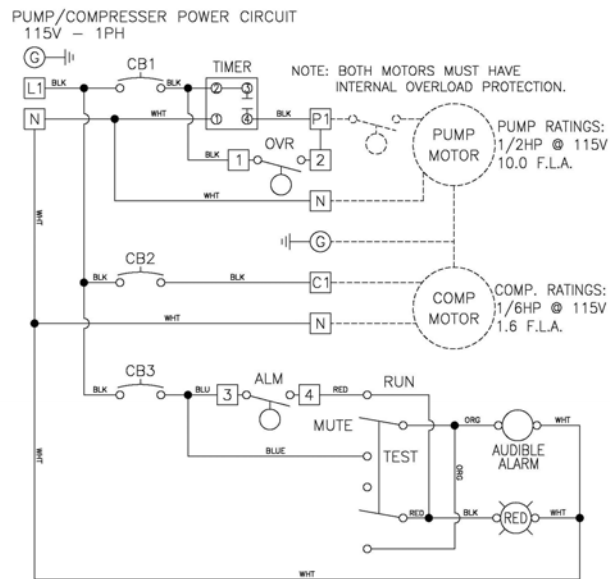 PUMP/COMPRESSER POWER CIRCUIT
115V - 1PH
G
L1
BLK
CB1
BLK
TIMER
2
3
NOTE: BOTH MOTORS MUST HAVE
INTERNAL OVERLOAD PROTECTION.
N
WHT
1
4
BLK
P1
PUMP
MOTOR
PUMP RATINGS:
1/2HP @ 115V
10.0 F.L.A.
OVR
BLK
1
2
WHT
WHT
N
G
CB2
BLK
BLK
C1
COMP
MOTOR
COMP. RATINGS:
1/6HP @ 115V
1.6 F.L.A.
WHT
N
CB3
BLK
BLU
3
ALM
4
RED
RUN
MUTE
ORG
WHT
AUDIBLE
ALARM
BLUE
TEST
ORG
WHT
RED
BLK
RED
WHT
WHT